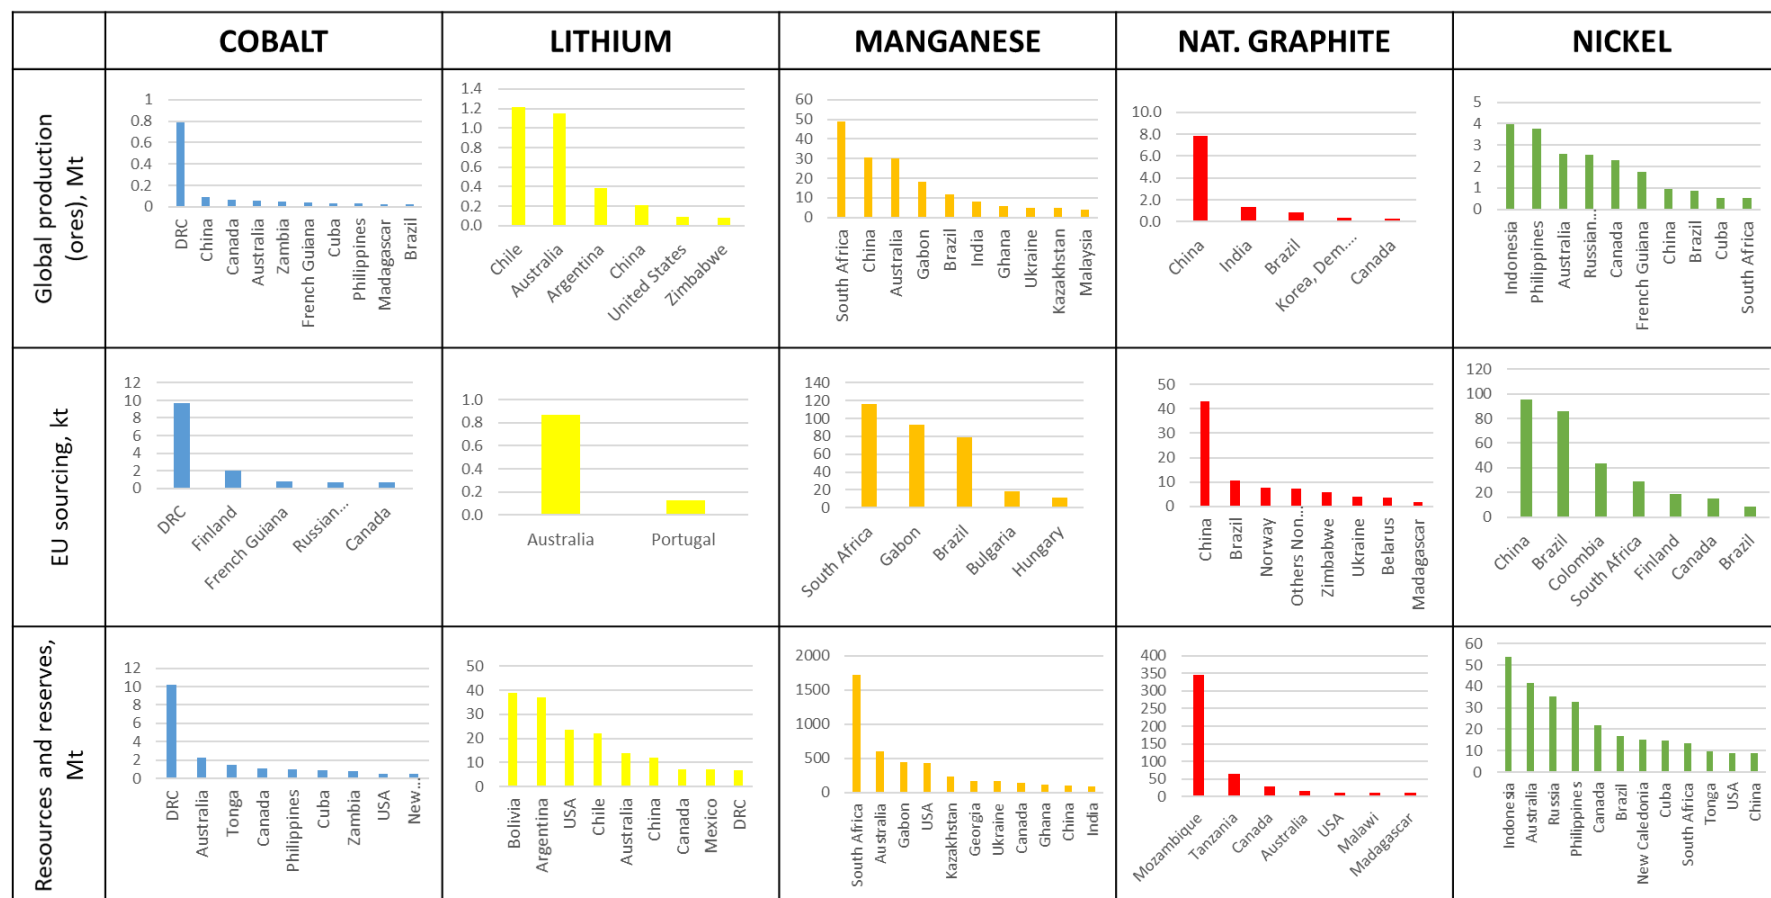 COBALT
LITHIUM
MANGANESE
NAT. GRAPHITE
NICKEL
Global production
(ores), Mt
1
0.8
0.6
0.4
0.2
0
DRC
China
Canada
Australia
Zambia
French Guiana
Cuba
Philippines
Madagascar
Brazil
1.4
1.2
1.0
0.8
0.6
0.4
0.2
0.0
Chile
Australia
Argentina
China
United States
Zimbabwe
60
50
40
30
20
10
0
South Africa
China
Australia
Gabon
Brazil
India
Ghana
Ukraine
Kazakhstan
Malaysia
10.0
8.0
6.0
4.0
2.0
0.0
China
India
Brazil
Korea, Dem....
Canada
5
4
3
2
1
0
Indonesia
Philippines
Australia
Russian...
Canada
French Guiana
China
Brazil
Cuba
South Africa
EU sourcing, kt
12
10
8
6
4
2
0
DRC
Finland
French Guiana
Russian...
Canada
1.0
0.8
0.6
0.4
0.2
0.0
Australia
Portugal
140
120
100
80
60
40
20
0
South Africa
Gabon
Brazil
Bulgaria
Hungary
50
40
30
20
10
0
China
Brazil
Norway
Others Non...
Zimbabwe
Ukraine
Belarus
Madagascar
120
100
80
60
40
20
0
China
Brazil
Colombia
South Africa
Finland
Canada
Brazil
Resources and reserves,
Mt
12
10
8
6
4
2
0
DRC
Australia
Tonga
Canada
Philippines
Cuba
Zambia
USA
New...
50
40
30
20
10
0
Bolivia
Argentina
USA
Chile
Australia
China
Canada
Mexico
DRC
2000
1500
1000
500
0
South Africa
Australia
Gabon
USA
Kazakhstan
Georgia
Ukraine
Canada
Ghana
China
India
400
350
300
250
200
150
100
50
0
Mozambique
Tanzania
Canada
Australia
USA
Malawi
Madagascar
60
50
40
30
20
10
0
Indonesia
Australia
Russia
Philippines
Canada
Brazil
New Caledonia
Cuba
South Africa
Tonga
USA
China